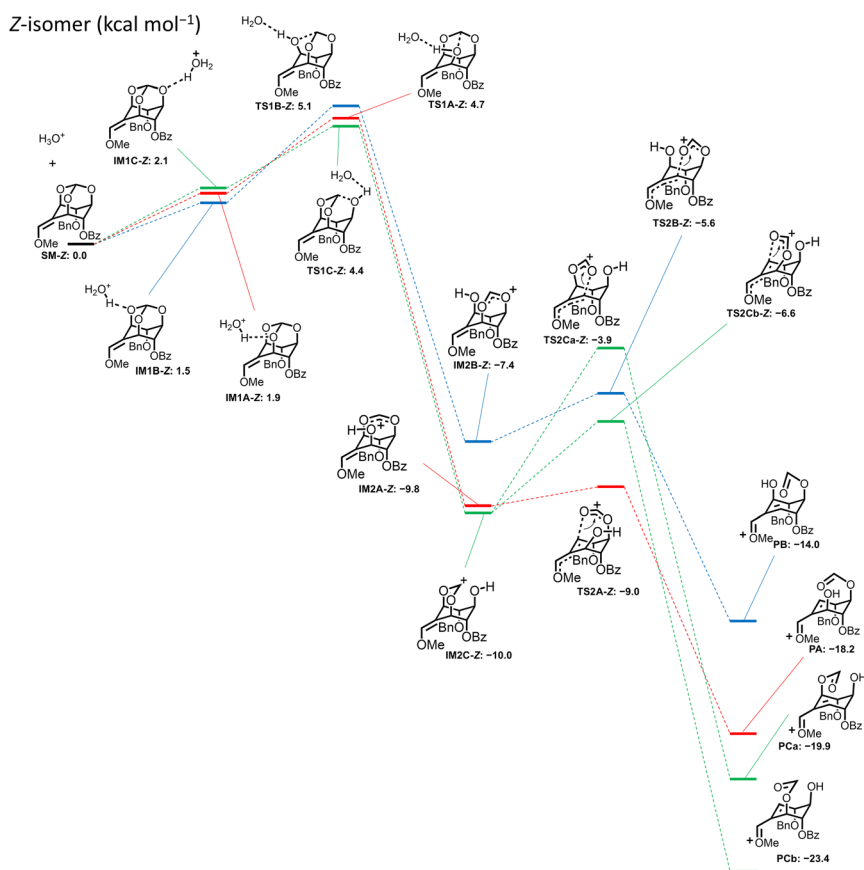 Z-isomer (kcal mol⁻¹)
H₂O
H
O
O
O
BnO
OBz
OMe
TS1B-Z: 5.1
H₂O
H
O
O
O
BnO
OBz
OMe
TS1A-Z: 4.7
+
OH₂
H
O
O
O
BnO
OBz
OMe
IM1C-Z: 2.1
H₃O⁺
+
O
O
O
BnO
OBz
OMe
SM-Z: 0.0
H₂O
H
O
O
O
BnO
OBz
OMe
TS1C-Z: 4.4
H₂O⁺
H
O
O
O
BnO
OBz
OMe
IM1B-Z: 1.5
H₂O⁺
H
O
O
O
BnO
OBz
OMe
IM1A-Z: 1.9
HO
O
O
+
BnO
OBz
OMe
IM2B-Z: −7.4
+
O
O
O-H
BnO
OBz
OMe
TS2Ca-Z: −3.9
+
HO
O
O
BnO
OBz
OMe
TS2B-Z: −5.6
+
O
O
O-H
BnO
OBz
OMe
TS2Cb-Z: −6.6
O
O
HO
+
BnO
OBz
OMe
IM2A-Z: −9.8
+
O
O
O-H
BnO
OBz
OMe
TS2A-Z: −9.0
+
O
O
O-H
BnO
OBz
OMe
IM2C-Z: −10.0
OH
O
O
BnO
OBz
+
OMe
PB: −14.0
O
O
OH
BnO
OBz
+
OMe
PA: −18.2
O
O
OH
BnO
OBz
+
OMe
PCa: −19.9
O
O
OH
BnO
OBz
+
OMe
PCb: −23.4